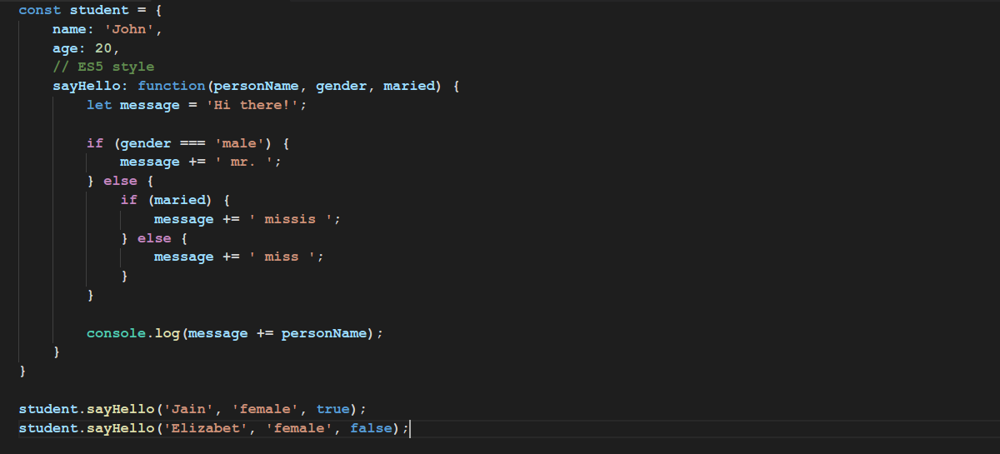 const student = {
    name: 'John',
    age: 20,
    // ES5 style
    sayHello: function(personName, gender, maried) {
        let message = 'Hi there!';

        if (gender === 'male') {
            message += ' mr. ';
        } else {
            if (maried) {
                message += ' missis ';
            } else {
                message += ' miss ';
            }
        }

        console.log(message += personName);
    }
}

student.sayHello('Jain', 'female', true);
student.sayHello('Elizabet', 'female', false);